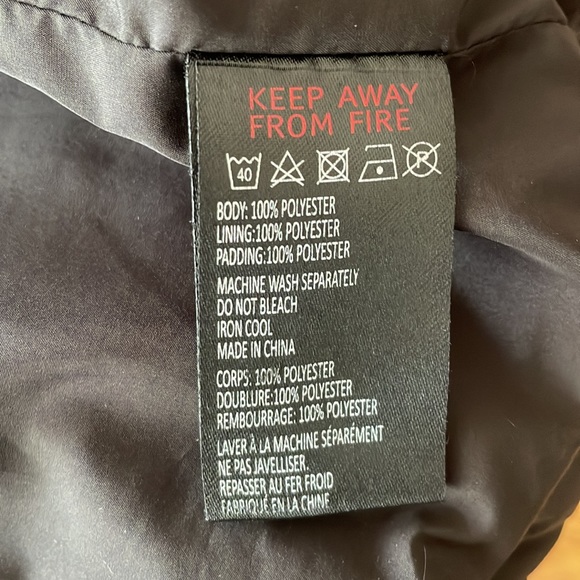 KEEP AWAY
FROM FIRE
40 P
BODY: 100% POLYESTER
LINING:100% POLYESTER
PADDING:100% POLYESTER
MACHINE WASH SEPARATELY
DO NOT BLEACH
IRON COOL
MADE IN CHINA
CORPS: 100% POLYESTER
DOUBLURE:100% POLYESTER
REMBOURRAGE: 100% POLYESTER
LAVER À LA MACHINE SÉPARÉMENT
NE PAS JAVELLISER.
REPASSER AU FER FROID
FABRIQUÉ EN LA CHINE